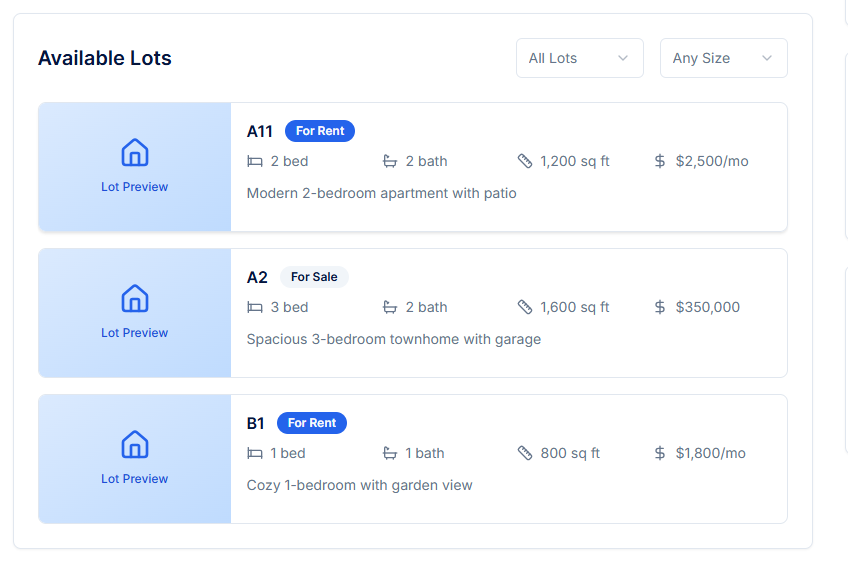 Available Lots
All Lots
Any Size
A11 For Rent
2 bed 2 bath 1,200 sq ft $2,500/mo
Lot Preview
Modern 2-bedroom apartment with patio
A2 For Sale
3 bed 2 bath 1,600 sq ft $350,000
Lot Preview
Spacious 3-bedroom townhome with garage
B1 For Rent
1 bed 1 bath 800 sq ft $1,800/mo
Lot Preview
Cozy 1-bedroom with garden view